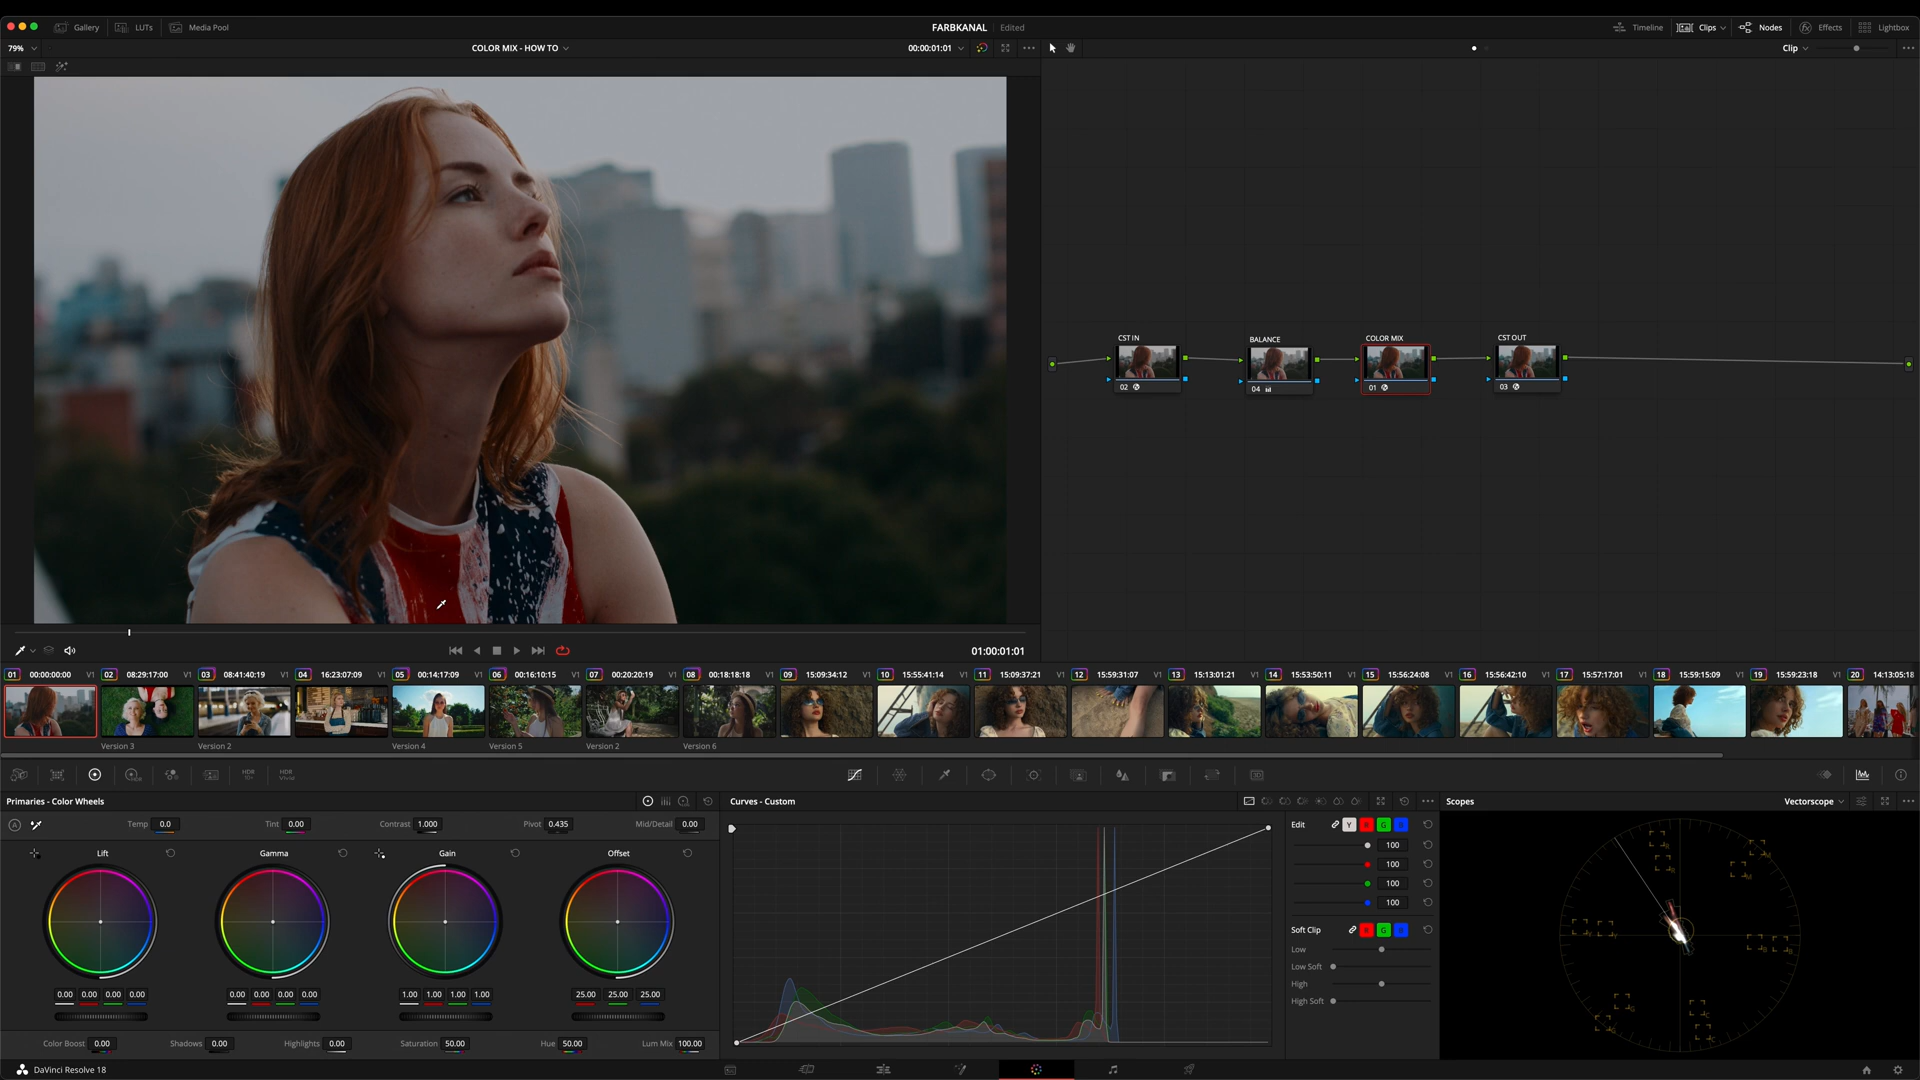 Gallery LUTs Media Pool FARBKANAL Edited Timeline Clips Nodes Effects Lightbox
79% COLOR MIX - HOW TO 00:00:01:01 Clip
CST IN BALANCE COLOR MIX CST OUT
02 04 01 03
01:00:01:01
01 00:00:00:00 V1 02 08:29:17:00 V1 03 08:41:40:19 V1 04 16:23:07:09 V1 05 00:14:17:09 V1 06 00:16:10:15 V1 07 00:20:20:19 V1 08 00:18:18:18 V1 09 15:09:34:12 V1 10 15:55:41:14 V1 11 15:09:37:21 V1 12 15:59:31:07 V1 13 15:13:01:21 V1 14 15:53:50:11 V1 15 15:56:24:08 V1 16 15:56:42:10 V1 17 15:57:17:01 V1 18 15:59:15:09 V1 19 15:59:23:18 V1 20 14:13:05:18
Version 3 Version 2 Version 4 Version 5 Version 2 Version 6
HDR HDR Vivid
3D
Primaries - Color Wheels Curves - Custom Scopes Vectorscope
Temp 0.0 Tint 0.00 Contrast 1.000 Pivot 0.435 Mid/Detail 0.00
Edit Y R G B
Lift Gamma Gain Offset
100
100
100
100
Soft Clip R G B
Low
Low Soft
High
High Soft
0.00 0.00 0.00 0.00 0.00 0.00 0.00 0.00 1.00 1.00 1.00 1.00 25.00 25.00 25.00
Color Boost 0.00 Shadows 0.00 Highlights 0.00 Saturation 50.00 Hue 50.00 Lum Mix 100.00
DaVinci Resolve 18